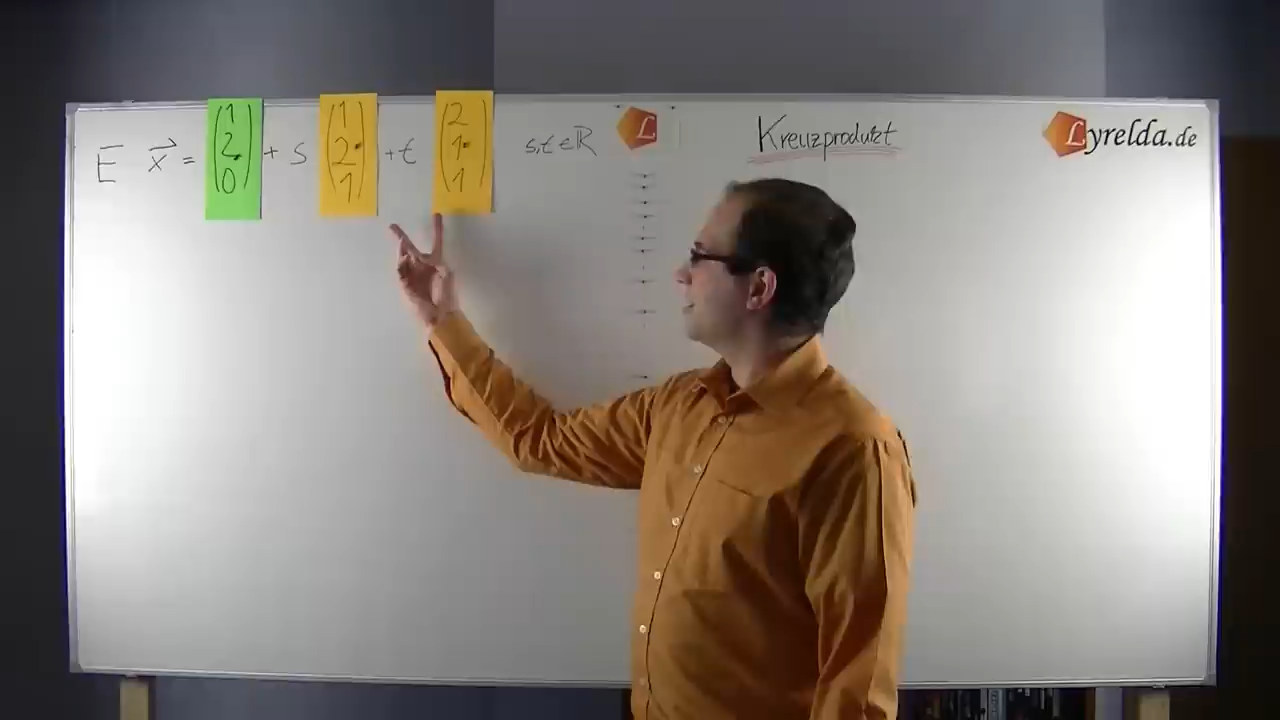 E x⃗ = (1 2 0) + s (1 2 1) + t (2 1 1) s,t ∈ ℝ
L
Kreuzprodukt
Lyrelda.de